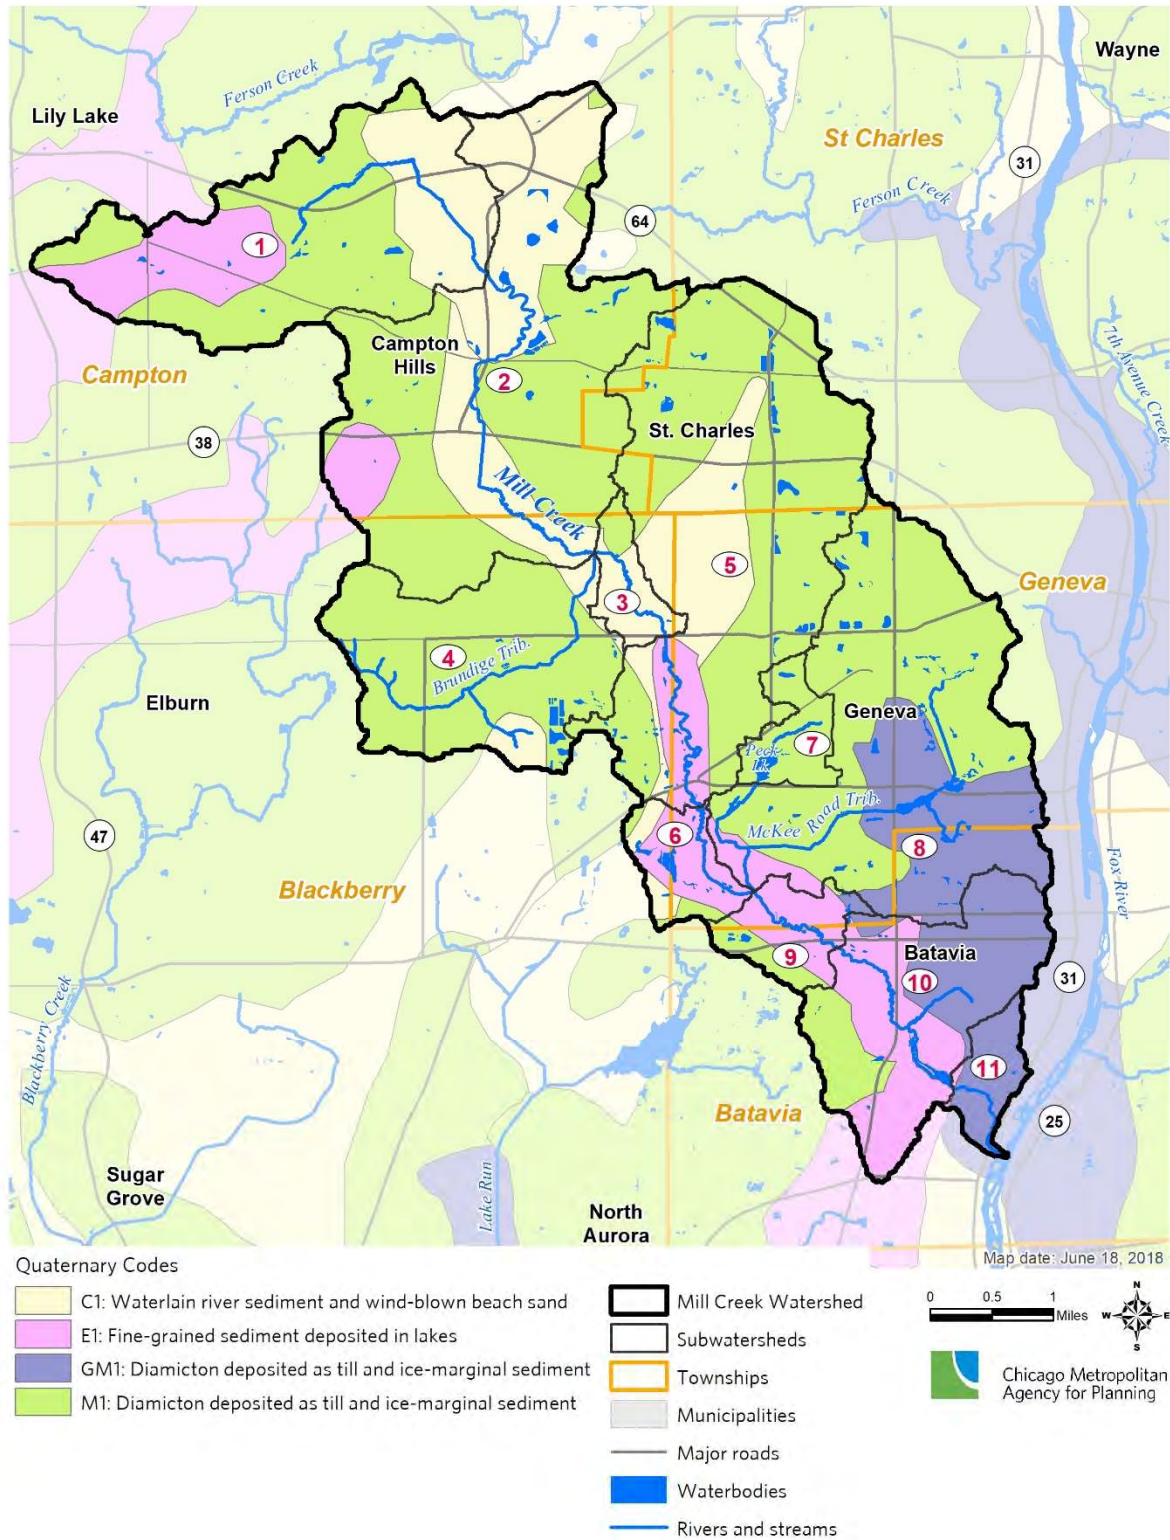 Wayne
Ferson Creek
Lily Lake
St Charles
31
Ferson Creek
64
1
7th Avenue Creek
Campton
Hills
Campton
2
St. Charles
38
Mill Creek
5
Geneva
3
4
Brundige Trib.
Elburn
Geneva
7
Peck
Lk
McKee Road Trib.
47
6
8
Blackberry
Fox River
9
Batavia
10
31
Blackberry Creek
11
Batavia
25
Sugar
Grove
Lake Run
North
Aurora
Map date: June 18, 2018
Quaternary Codes
C1: Waterlain river sediment and wind-blown beach sand
E1: Fine-grained sediment deposited in lakes
GM1: Diamicton deposited as till and ice-marginal sediment
M1: Diamicton deposited as till and ice-marginal sediment
Mill Creek Watershed
Subwatersheds
Townships
Municipalities
Major roads
Waterbodies
Rivers and streams
0 0.5 1
Miles
N
W E
S
Chicago Metropolitan
Agency for Planning